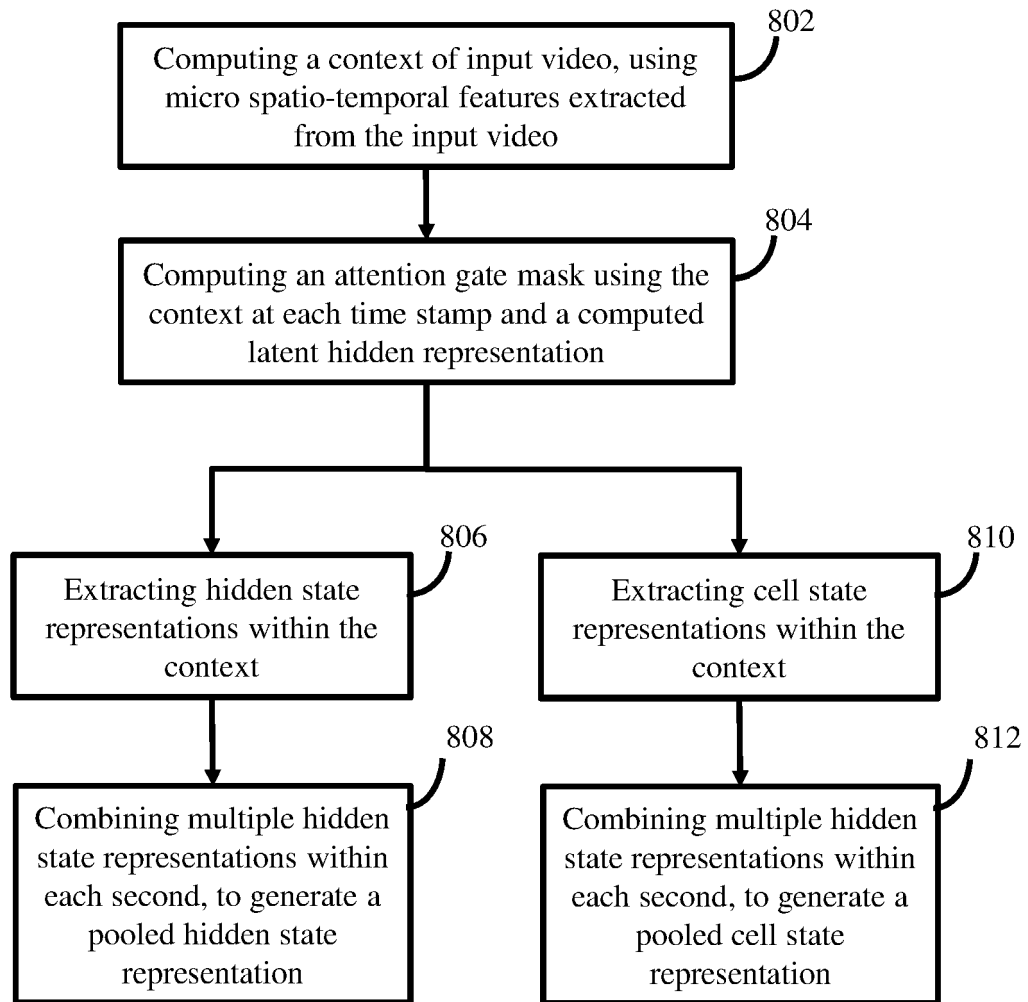 802
Computing a context of input video, using
micro spatio-temporal features extracted
from the input video
804
Computing an attention gate mask using the
context at each time stamp and a computed
latent hidden representation
806
Extracting hidden state
representations within the
context
810
Extracting cell state
representations within the
context
808
Combining multiple hidden
state representations within
each second, to generate a
pooled hidden state
representation
812
Combining multiple hidden
state representations within
each second, to generate a
pooled cell state
representation